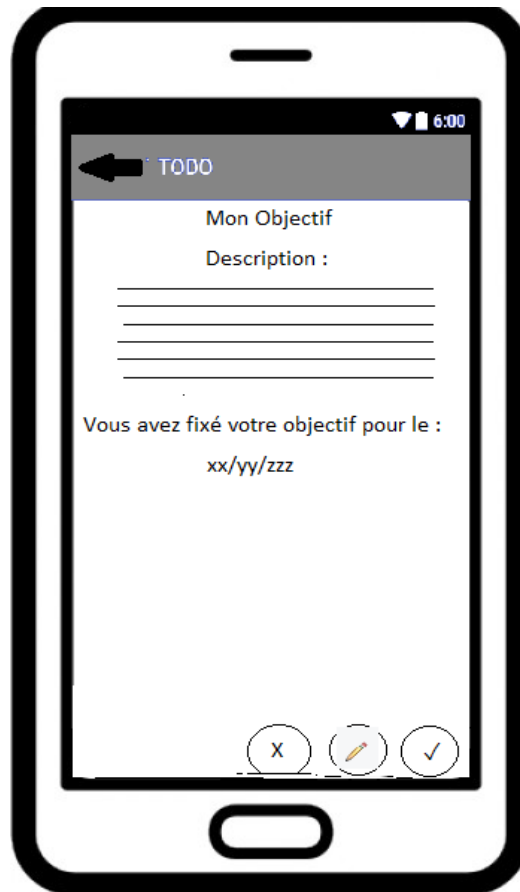 6:00
TODO
Mon Objectif
Description :
Vous avez fixé votre objectif pour le :
xx/yy/zzz
X ✓